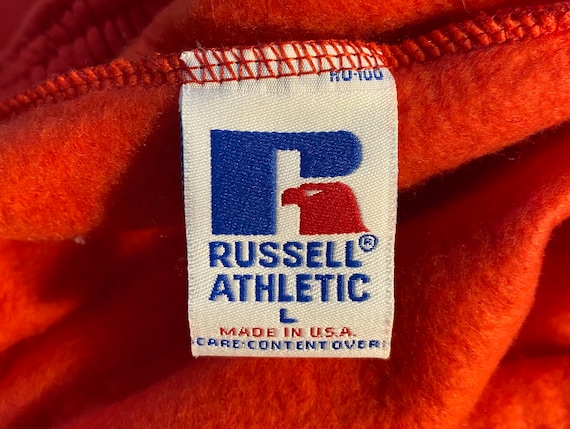 RU-100
RUSSELL®
ATHLETIC
L
MADE IN U.S.A.
CARE·CONTENT OVER